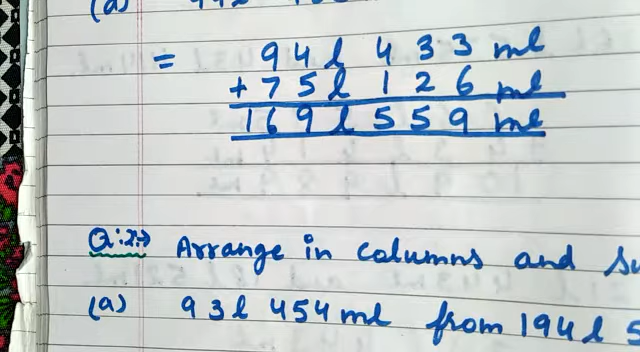 (a)
= 94 l 433 ml
+ 75 l 126 ml
169 l 559 ml
Q:2:→ Arrange in columns and
(a) 93 l 454 ml from 194 l 5